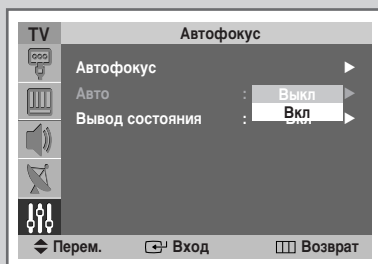 TV Автофокус
Автофокус
Авто : Выкл
Вывод состояния : Вкл
Перем. Вход Возврат